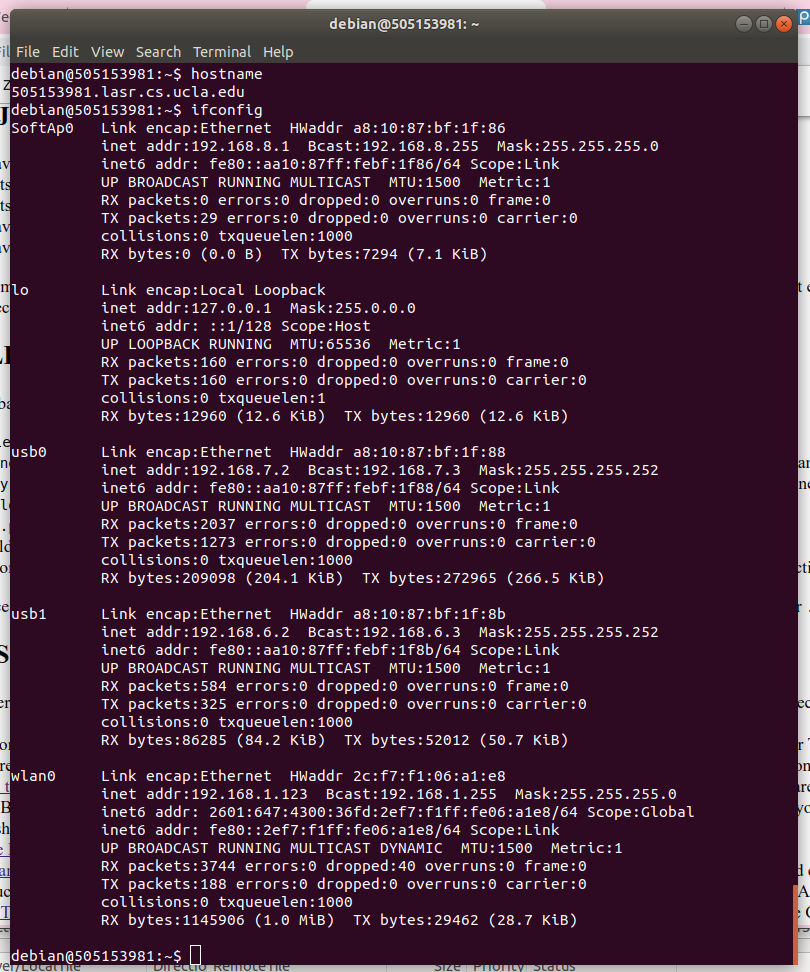 debian@505153981: ~
File Edit View Search Terminal Help
debian@505153981:~$ hostname
505153981.lasr.cs.ucla.edu
debian@505153981:~$ ifconfig
SoftAp0   Link encap:Ethernet  HWaddr a8:10:87:bf:1f:86
          inet addr:192.168.8.1  Bcast:192.168.8.255  Mask:255.255.255.0
          inet6 addr: fe80::aa10:87ff:febf:1f86/64 Scope:Link
          UP BROADCAST RUNNING MULTICAST  MTU:1500  Metric:1
          RX packets:0 errors:0 dropped:0 overruns:0 frame:0
          TX packets:29 errors:0 dropped:0 overruns:0 carrier:0
          collisions:0 txqueuelen:1000
          RX bytes:0 (0.0 B)  TX bytes:7294 (7.1 KiB)
lo        Link encap:Local Loopback
          inet addr:127.0.0.1  Mask:255.0.0.0
          inet6 addr: ::1/128 Scope:Host
          UP LOOPBACK RUNNING  MTU:65536  Metric:1
          RX packets:160 errors:0 dropped:0 overruns:0 frame:0
          TX packets:160 errors:0 dropped:0 overruns:0 carrier:0
          collisions:0 txqueuelen:1
          RX bytes:12960 (12.6 KiB)  TX bytes:12960 (12.6 KiB)
usb0      Link encap:Ethernet  HWaddr a8:10:87:bf:1f:88
          inet addr:192.168.7.2  Bcast:192.168.7.3  Mask:255.255.255.252
          inet6 addr: fe80::aa10:87ff:febf:1f88/64 Scope:Link
          UP BROADCAST RUNNING MULTICAST  MTU:1500  Metric:1
          RX packets:2037 errors:0 dropped:0 overruns:0 frame:0
          TX packets:1273 errors:0 dropped:0 overruns:0 carrier:0
          collisions:0 txqueuelen:1000
          RX bytes:209098 (204.1 KiB)  TX bytes:272965 (266.5 KiB)
usb1      Link encap:Ethernet  HWaddr a8:10:87:bf:1f:8b
          inet addr:192.168.6.2  Bcast:192.168.6.3  Mask:255.255.255.252
          inet6 addr: fe80::aa10:87ff:febf:1f8b/64 Scope:Link
          UP BROADCAST RUNNING MULTICAST  MTU:1500  Metric:1
          RX packets:584 errors:0 dropped:0 overruns:0 frame:0
          TX packets:325 errors:0 dropped:0 overruns:0 carrier:0
          collisions:0 txqueuelen:1000
          RX bytes:86285 (84.2 KiB)  TX bytes:52012 (50.7 KiB)
wlan0     Link encap:Ethernet  HWaddr 2c:f7:f1:06:a1:e8
          inet addr:192.168.1.123  Bcast:192.168.1.255  Mask:255.255.255.0
          inet6 addr: 2601:647:4300:36fd:2ef7:f1ff:fe06:a1e8/64 Scope:Global
          inet6 addr: fe80::2ef7:f1ff:fe06:a1e8/64 Scope:Link
          UP BROADCAST RUNNING MULTICAST DYNAMIC  MTU:1500  Metric:1
          RX packets:3744 errors:0 dropped:40 overruns:0 frame:0
          TX packets:188 errors:0 dropped:0 overruns:0 carrier:0
          collisions:0 txqueuelen:1000
          RX bytes:1145906 (1.0 MiB)  TX bytes:29462 (28.7 KiB)
debian@505153981:~$